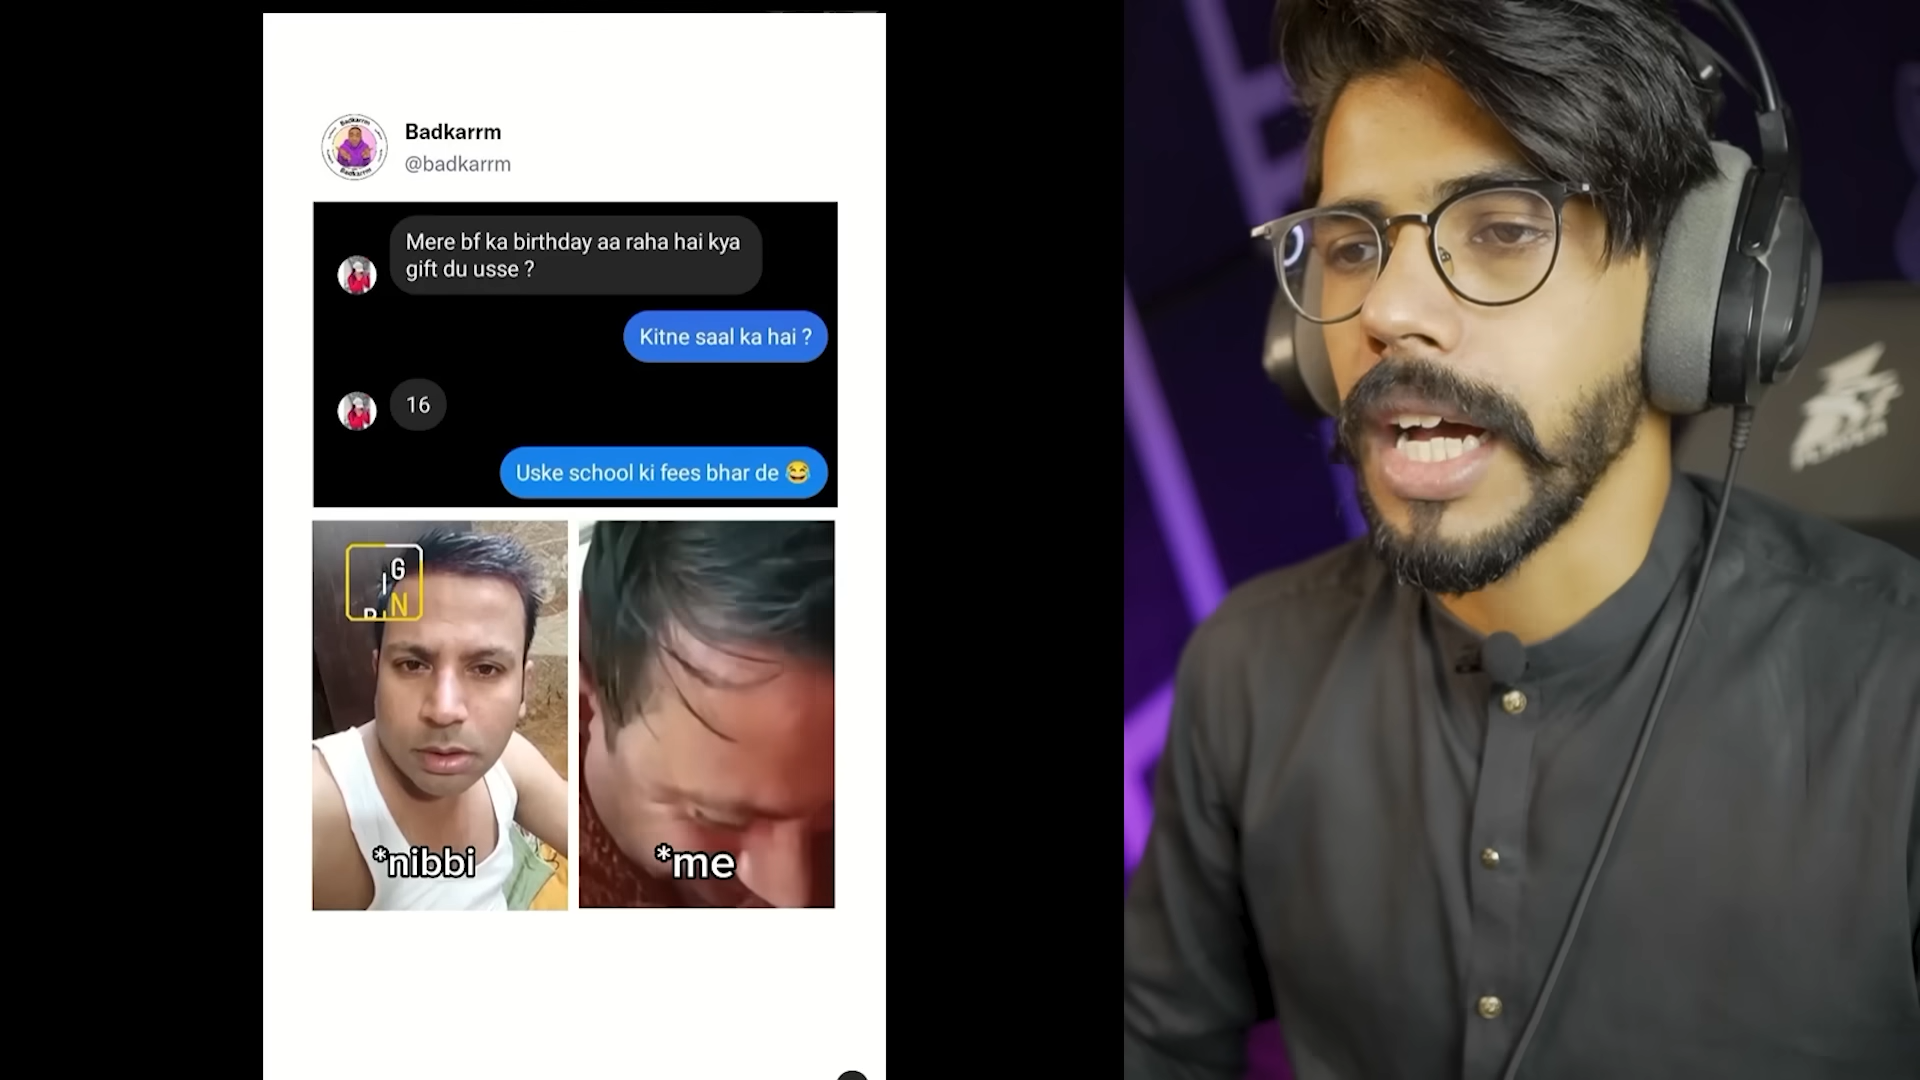 Badkarrm
@badkarrm
Mere bf ka birthday aa raha hai kya
gift du usse ?
Kitne saal ka hai ?
16
Uske school ki fees bhar de 😂
G
I
N
*nibbi
*me